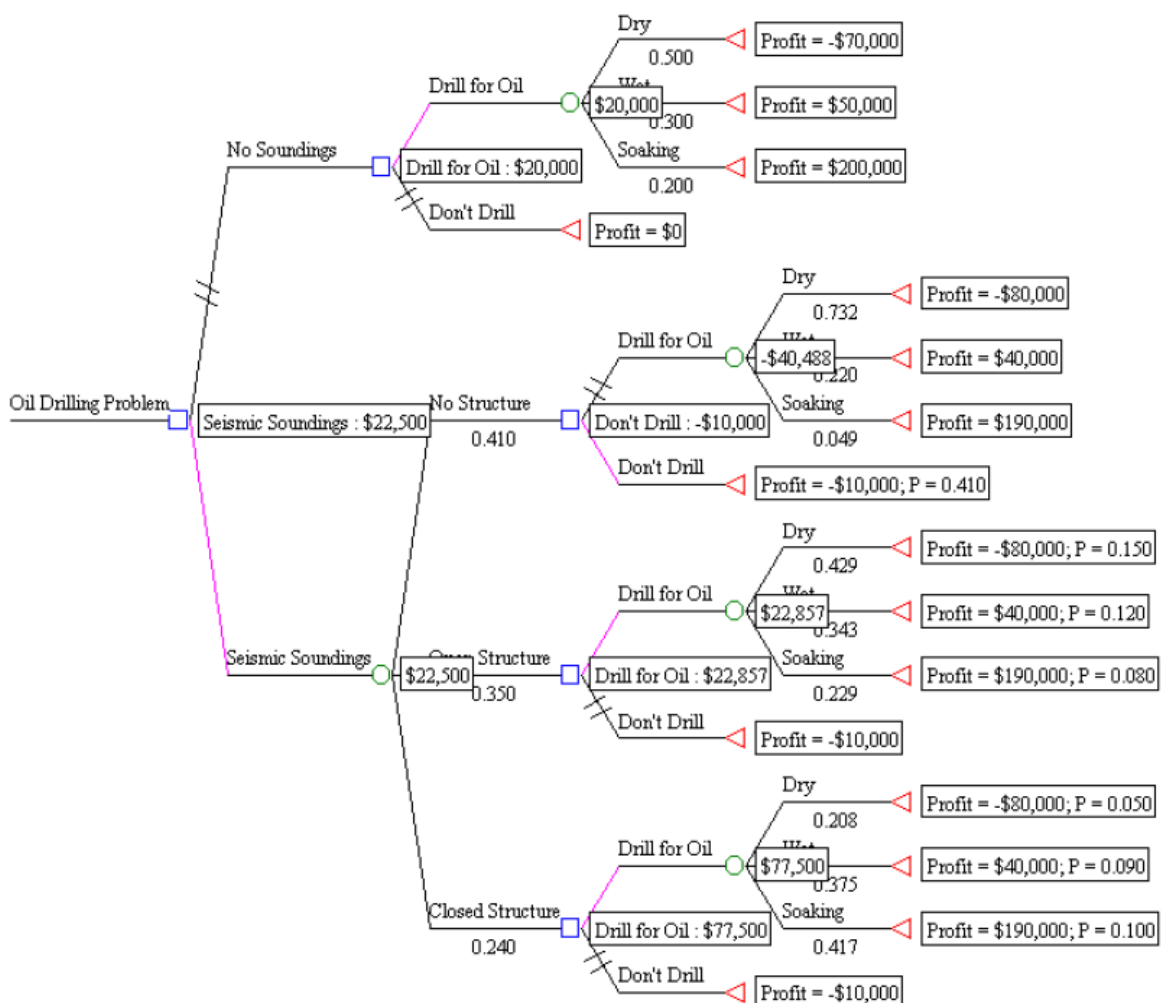 Dry
Profit = -$70,000
0.500
Drill for Oil
$20,000
Profit = $50,000
0.300
No Soundings
Drill for Oil : $20,000
Soaking
Profit = $200,000
0.200
Don't Drill
Profit = $0
Dry
Profit = -$80,000
0.732
Drill for Oil
-$40,488
Profit = $40,000
0.220
Oil Drilling Problem
Seismic Soundings : $22,500
No Structure
0.410
Don't Drill : -$10,000
Soaking
Profit = $190,000
0.049
Don't Drill
Profit = -$10,000; P = 0.410
Dry
Profit = -$80,000; P = 0.150
0.429
Drill for Oil
$22,857
Profit = $40,000; P = 0.120
0.343
Seismic Soundings
$22,500
Structure
0.350
Drill for Oil : $22,857
Soaking
Profit = $190,000; P = 0.080
0.229
Don't Drill
Profit = -$10,000
Dry
Profit = -$80,000; P = 0.050
0.208
Drill for Oil
$77,500
Profit = $40,000; P = 0.090
0.375
Closed Structure
0.240
Drill for Oil : $77,500
Soaking
Profit = $190,000; P = 0.100
0.417
Don't Drill
Profit = -$10,000